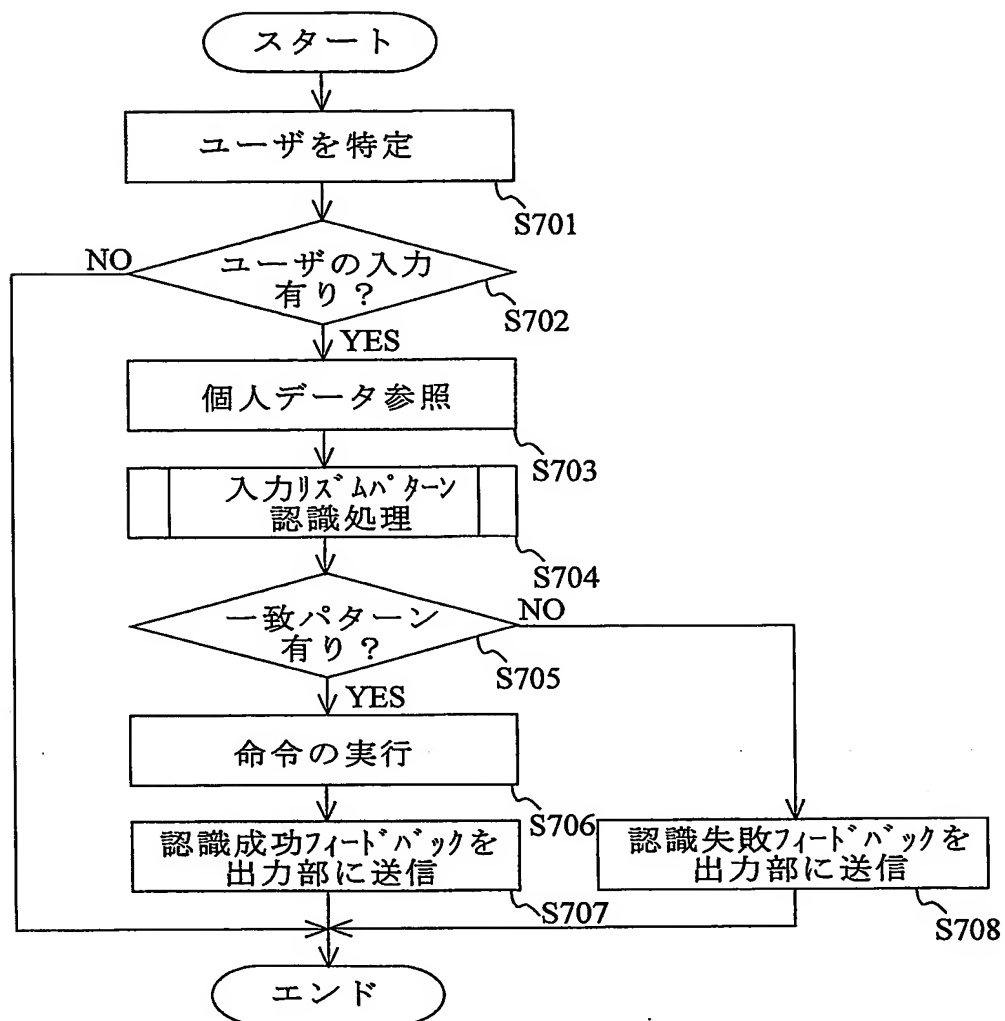 スタート
ユーザを特定
S701
NO
ユーザの入力
有り?
S702
YES
個人データ参照
S703
入力リズムパターン
認識処理
S704
一致パターン
有り?
NO
S705
YES
命令の実行
S706
認識成功フィードバックを
出力部に送信
S707
認識失敗フィードバックを
出力部に送信
S708
エンド